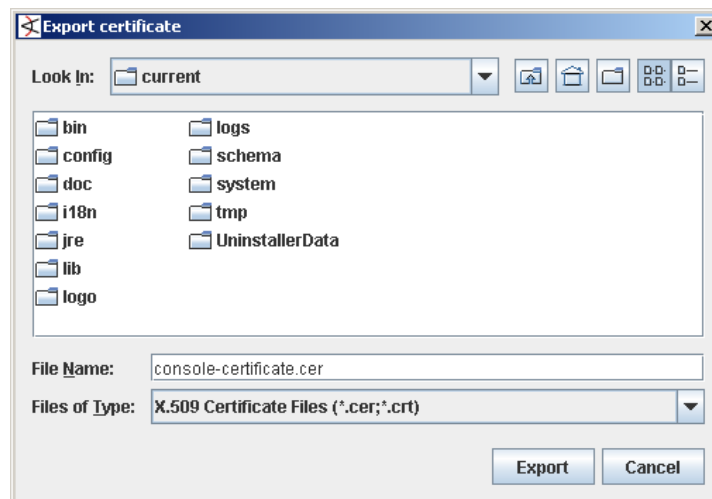 Export certificate
Look In: current
bin
config
doc
i18n
jre
lib
logo
logs
schema
system
tmp
UninstallerData
File Name: console-certificate.cer
Files of Type: X.509 Certificate Files (*.cer;*.crt)
Export Cancel